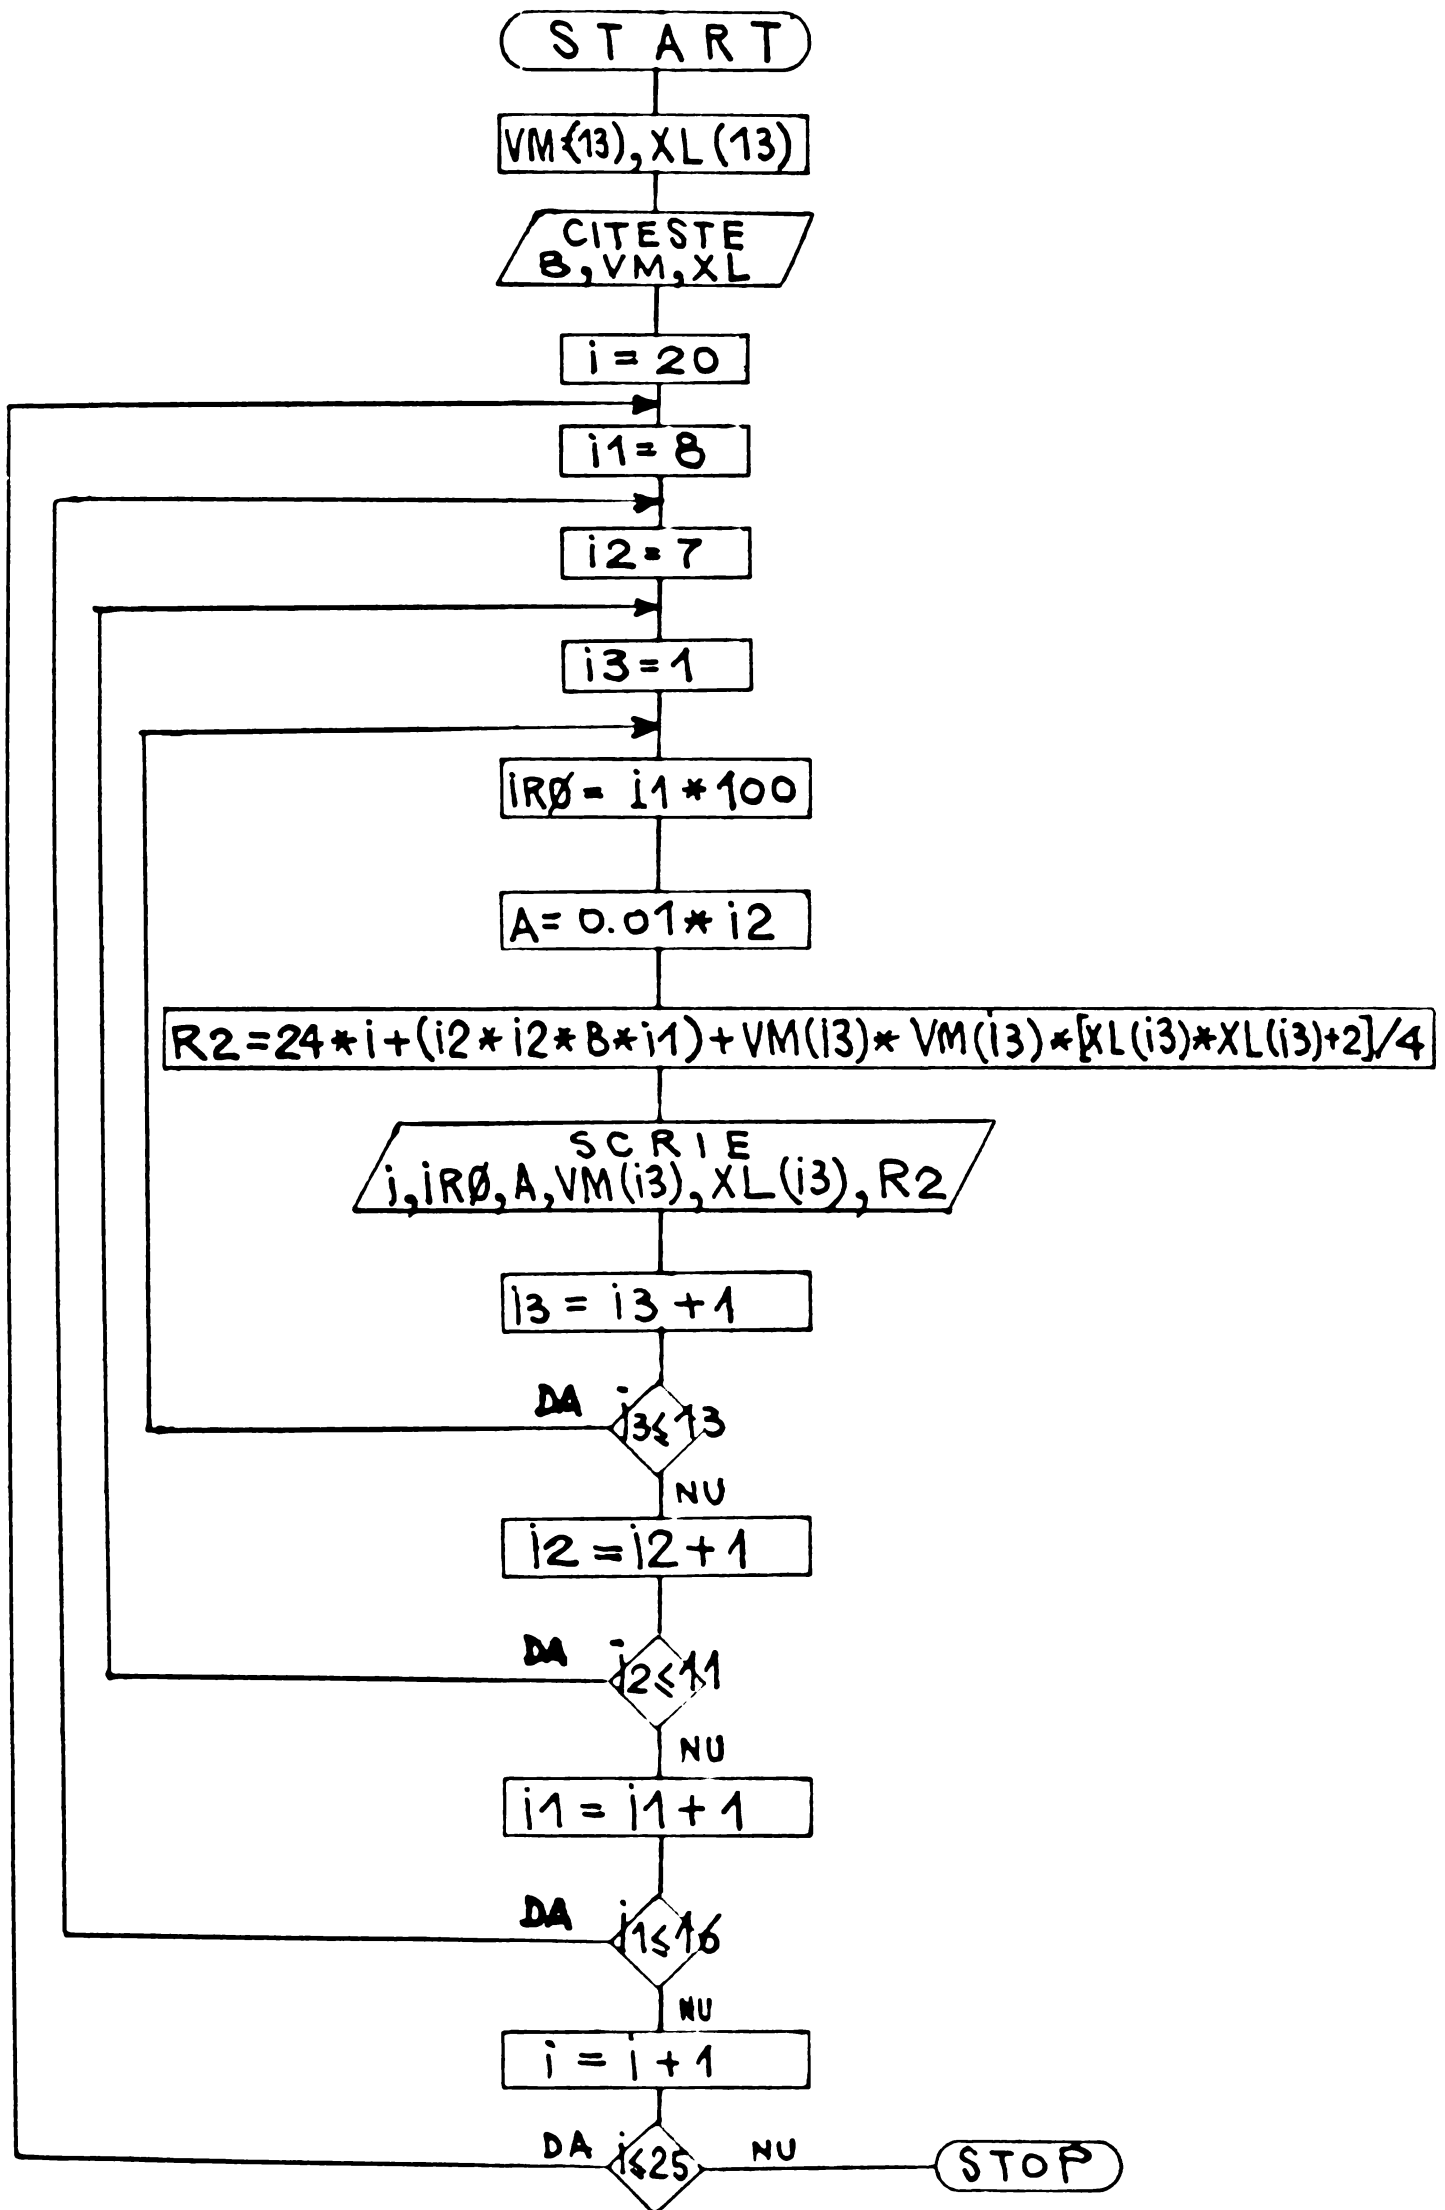 START
VM(13), XL(13)
CITESTE
B, VM, XL
i = 20
i1 = 8
i2 = 7
i3 = 1
iRØ = i1 * 100
A = 0.01 * i2
R2 = 24 * i + (i2 * i2 * B * i1) + VM(i3) * VM(i3) * [XL(i3) * XL(i3) + 2] / 4
SCRIE
i, iRØ, A, VM(i3), XL(i3), R2
i3 = i3 + 1
DA i3 ≤ 13
NU
i2 = i2 + 1
DA i2 ≤ 11
NU
i1 = i1 + 1
DA i1 ≤ 16
NU
i = i + 1
DA i ≤ 25 NU STOP